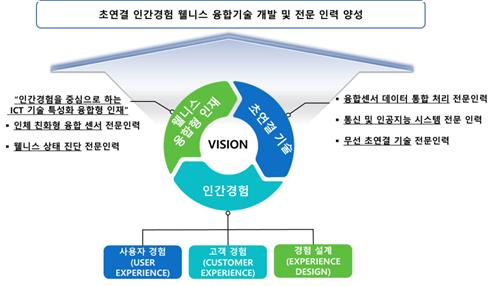 초연결 인간경험 웰니스 융합기술 개발 및 전문 인력 양성
“인간경험을 중심으로 하는
ICT 기술 특성화 융합형 인재”
▪ 인체 친화형 융합 센서 전문인력
▪ 웰니스 상태 진단 전문인력
웰니스
융합형 인재
초연결 기술
VISION
인간경험
▪ 융합센서 데이터 통합 처리 전문인력
▪ 통신 및 인공지능 시스템 전문 인력
▪ 무선 초연결 기술 전문인력
사용자 경험
(USER
EXPERIENCE)
고객 경험
(CUSTOMER
EXPERIENCE)
경험 설계
(EXPERIENCE
DESIGN)